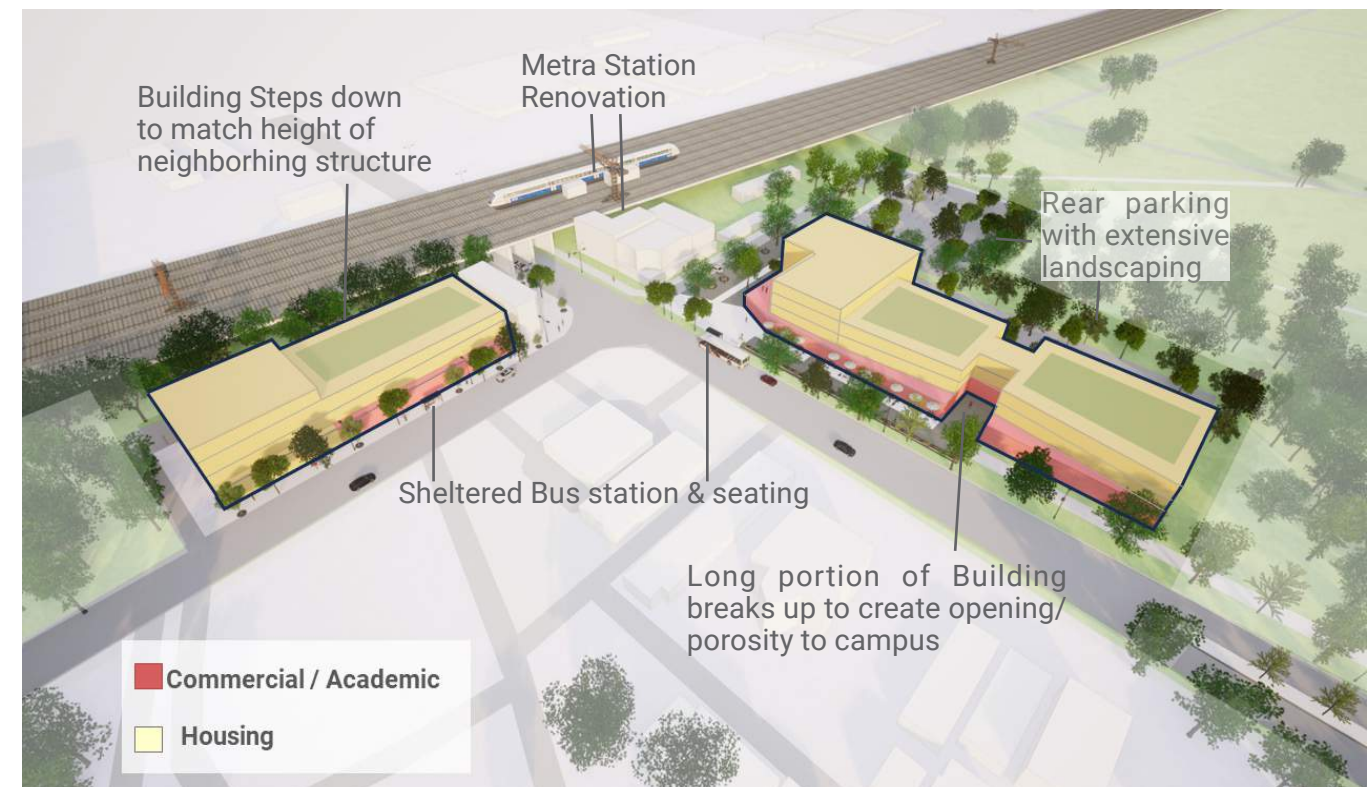 Metra Station
Renovation
Building Steps down
to match height of
neighborhing structure
Rear parking
with extensive
landscaping
Sheltered Bus station & seating
Long portion of Building
breaks up to create opening/
porosity to campus
Commercial / Academic
Housing